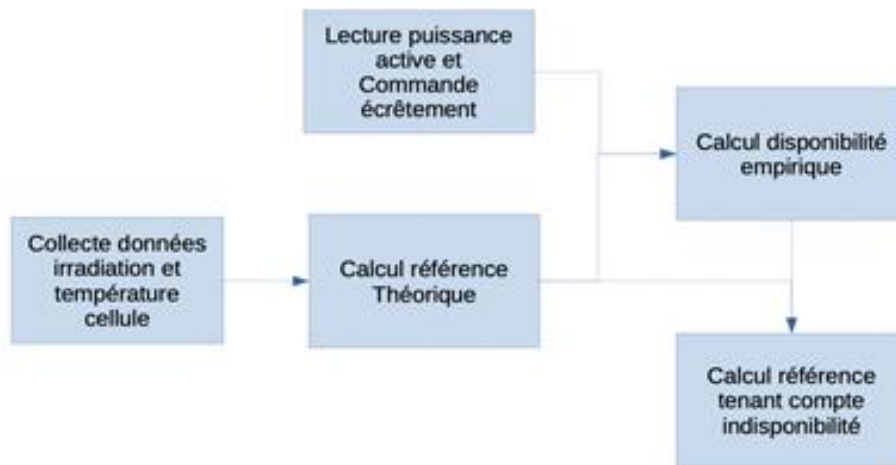 Lecture puissance
active et
Commande
écrêtement
Calcul disponibilité
empirique
Collecte données
irradiation et
température
cellule
Calcul référence
Théorique
Calcul référence
tenant compte
indisponibilité